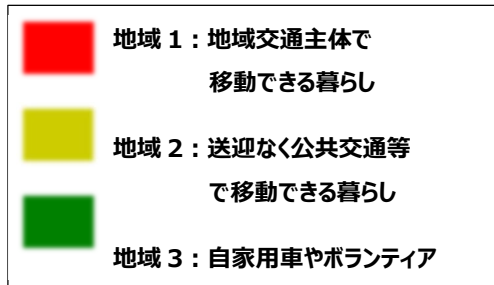 地域１：地域交通主体で
移動できる暮らし
地域２：送迎なく公共交通等
で移動できる暮らし
地域３：自家用車やボランティア